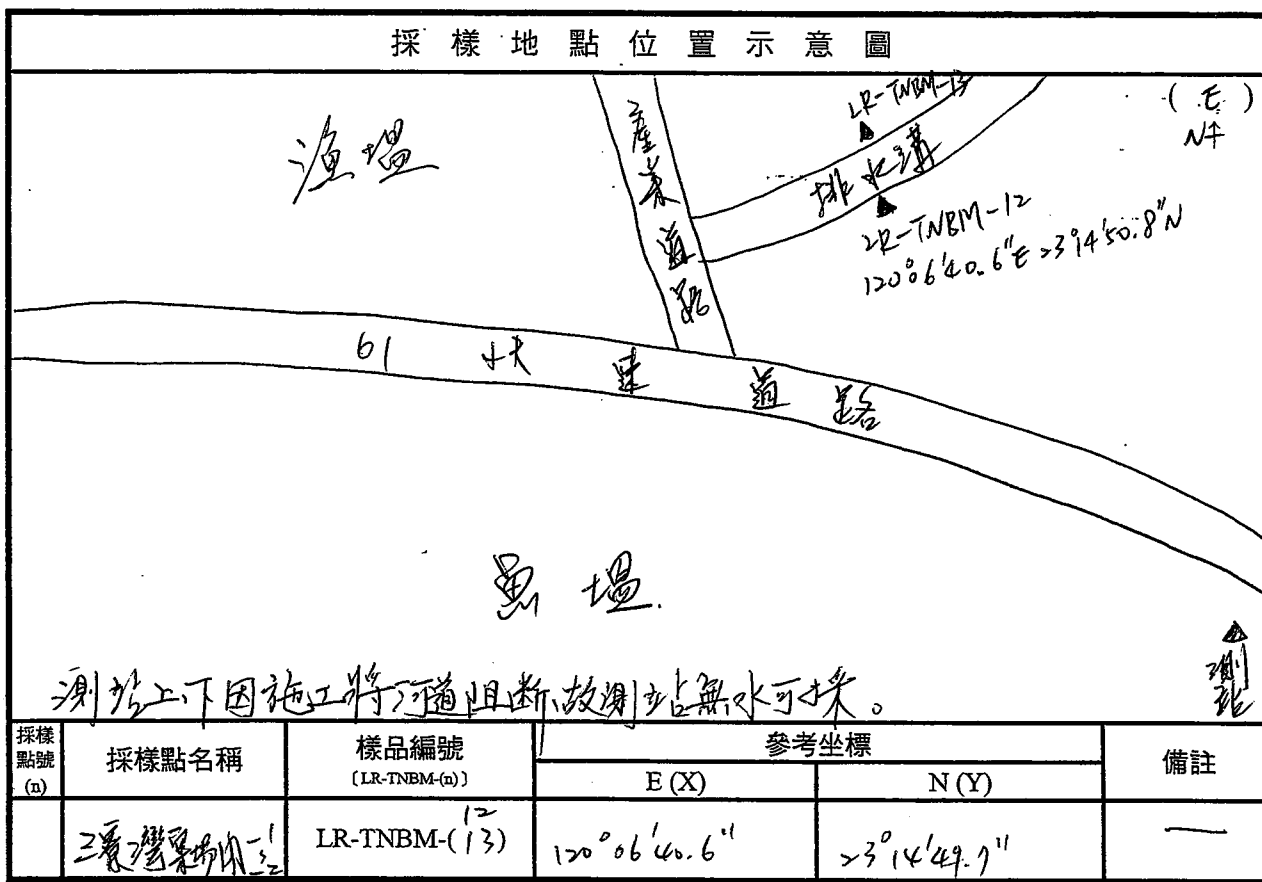 採樣地點位置示意圖
( E )
N↑
漁塭
產業道路
LR-TNBM-13
排水溝
LR-TNBM-12
120°06'40.6"E 23°14'50.8"N
61 快速道路
魚塭.
測站
測站上、下因施工將河道阻斷,故測站無水可採。
採樣點號(n) 採樣點名稱 樣品編號 [LR-TNBM-(n)] 參考坐標 備註
E (X) N (Y)
LR-TNBM-(12 13) 120°06'40.6" 23°14'49.7" —